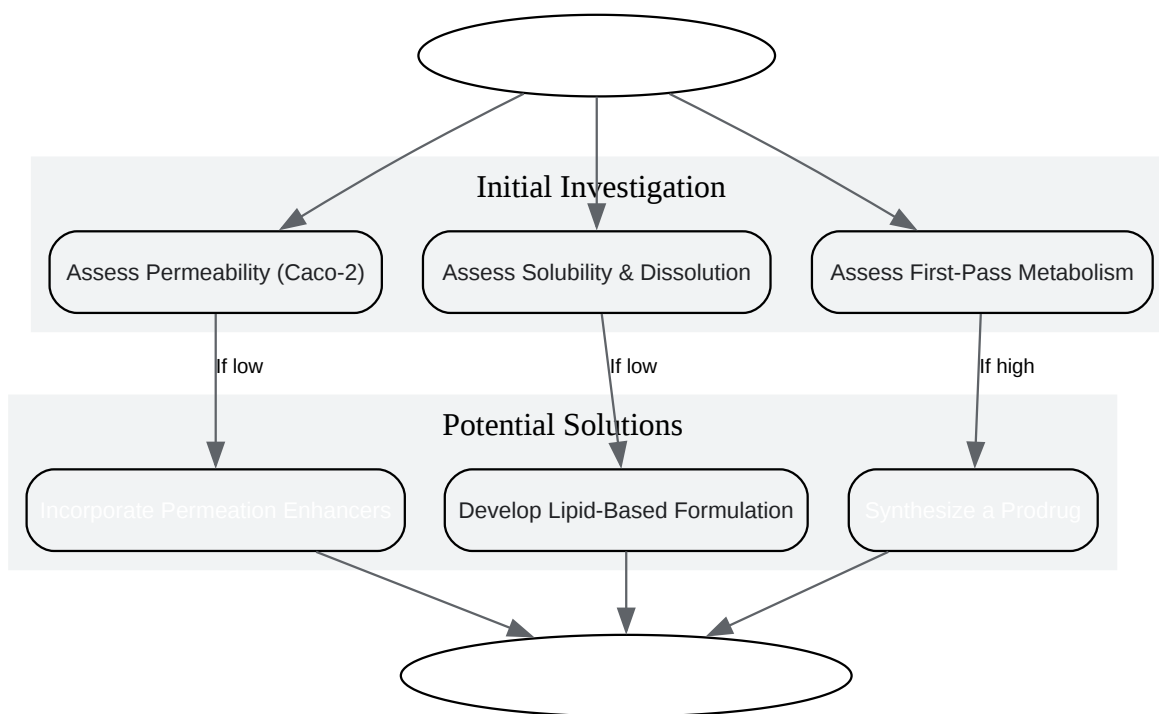 Initial Investigation
Assess Permeability (Caco-2)
Assess Solubility & Dissolution
Assess First-Pass Metabolism
If low
If low
If high
Potential Solutions
Incorporate Permeation Enhancers
Develop Lipid-Based Formulation
Synthesize a Prodrug